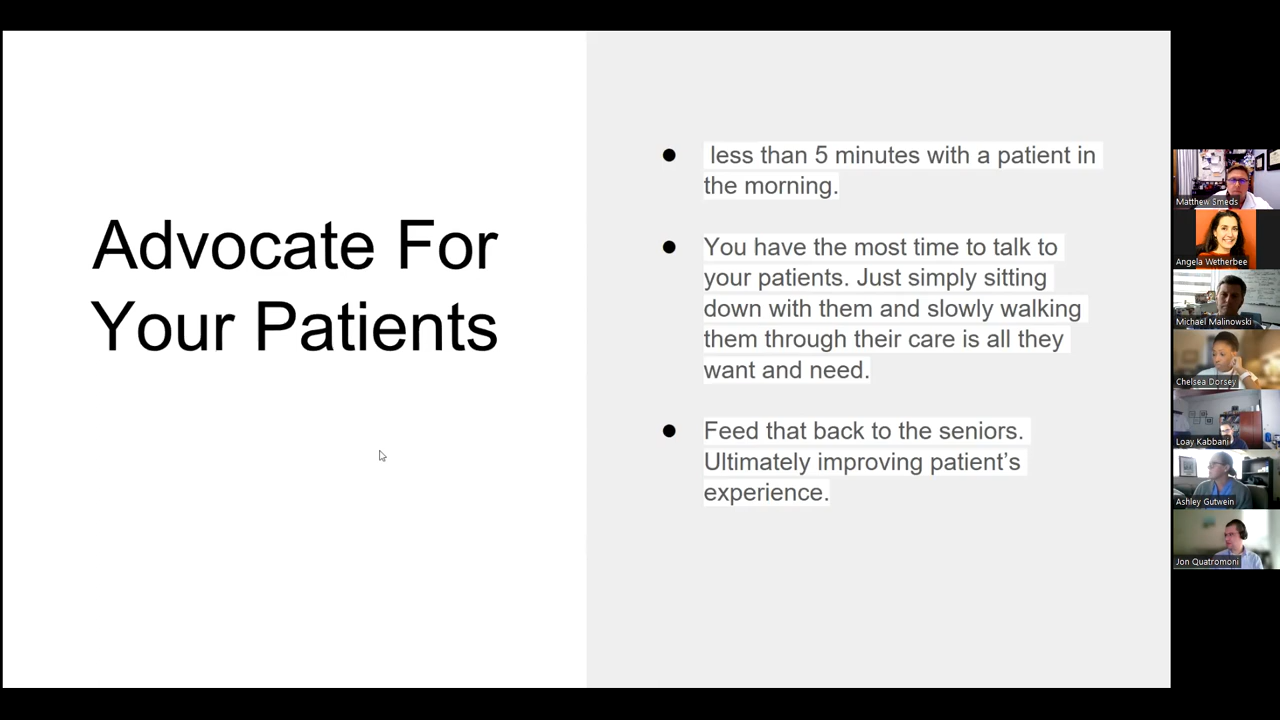 Advocate For
Your Patients
less than 5 minutes with a patient in
the morning.
You have the most time to talk to
your patients. Just simply sitting
down with them and slowly walking
them through their care is all they
want and need.
Feed that back to the seniors.
Ultimately improving patient’s
experience.
Matthew Smeds
Angela Wetherbee
Michael Malinowski
Chelsea Dorsey
Loay Kabbani
Ashley Gutwein
Jon Quatromoni